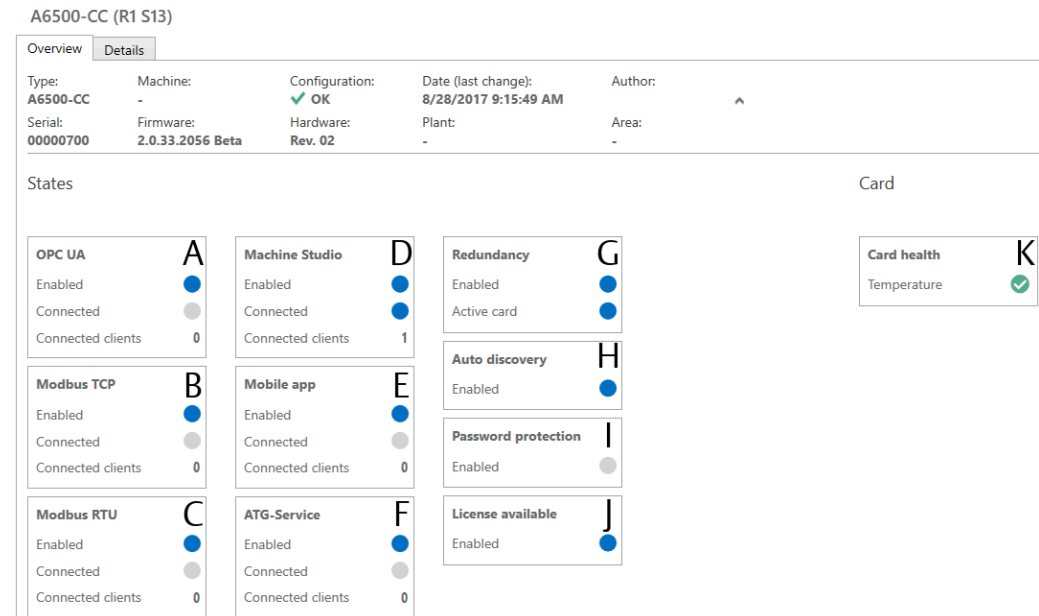 A6500-CC (R1 S13)
Overview Details
Type: Machine: Configuration: Date (last change): Author:
A6500-CC - OK 8/28/2017 9:15:49 AM
Serial: Firmware: Hardware: Plant: Area:
00000700 2.0.33.2056 Beta Rev. 02 - -
States Card
OPC UA A
Enabled
Connected
Connected clients 0
Modbus TCP B
Enabled
Connected
Connected clients 0
Modbus RTU C
Enabled
Connected
Connected clients 0
Machine Studio D
Enabled
Connected
Connected clients 1
Mobile app E
Enabled
Connected
Connected clients 0
ATG-Service F
Enabled
Connected
Connected clients 0
Redundancy G
Enabled
Active card
Auto discovery H
Enabled
Password protection I
Enabled
License available J
Enabled
Card health K
Temperature